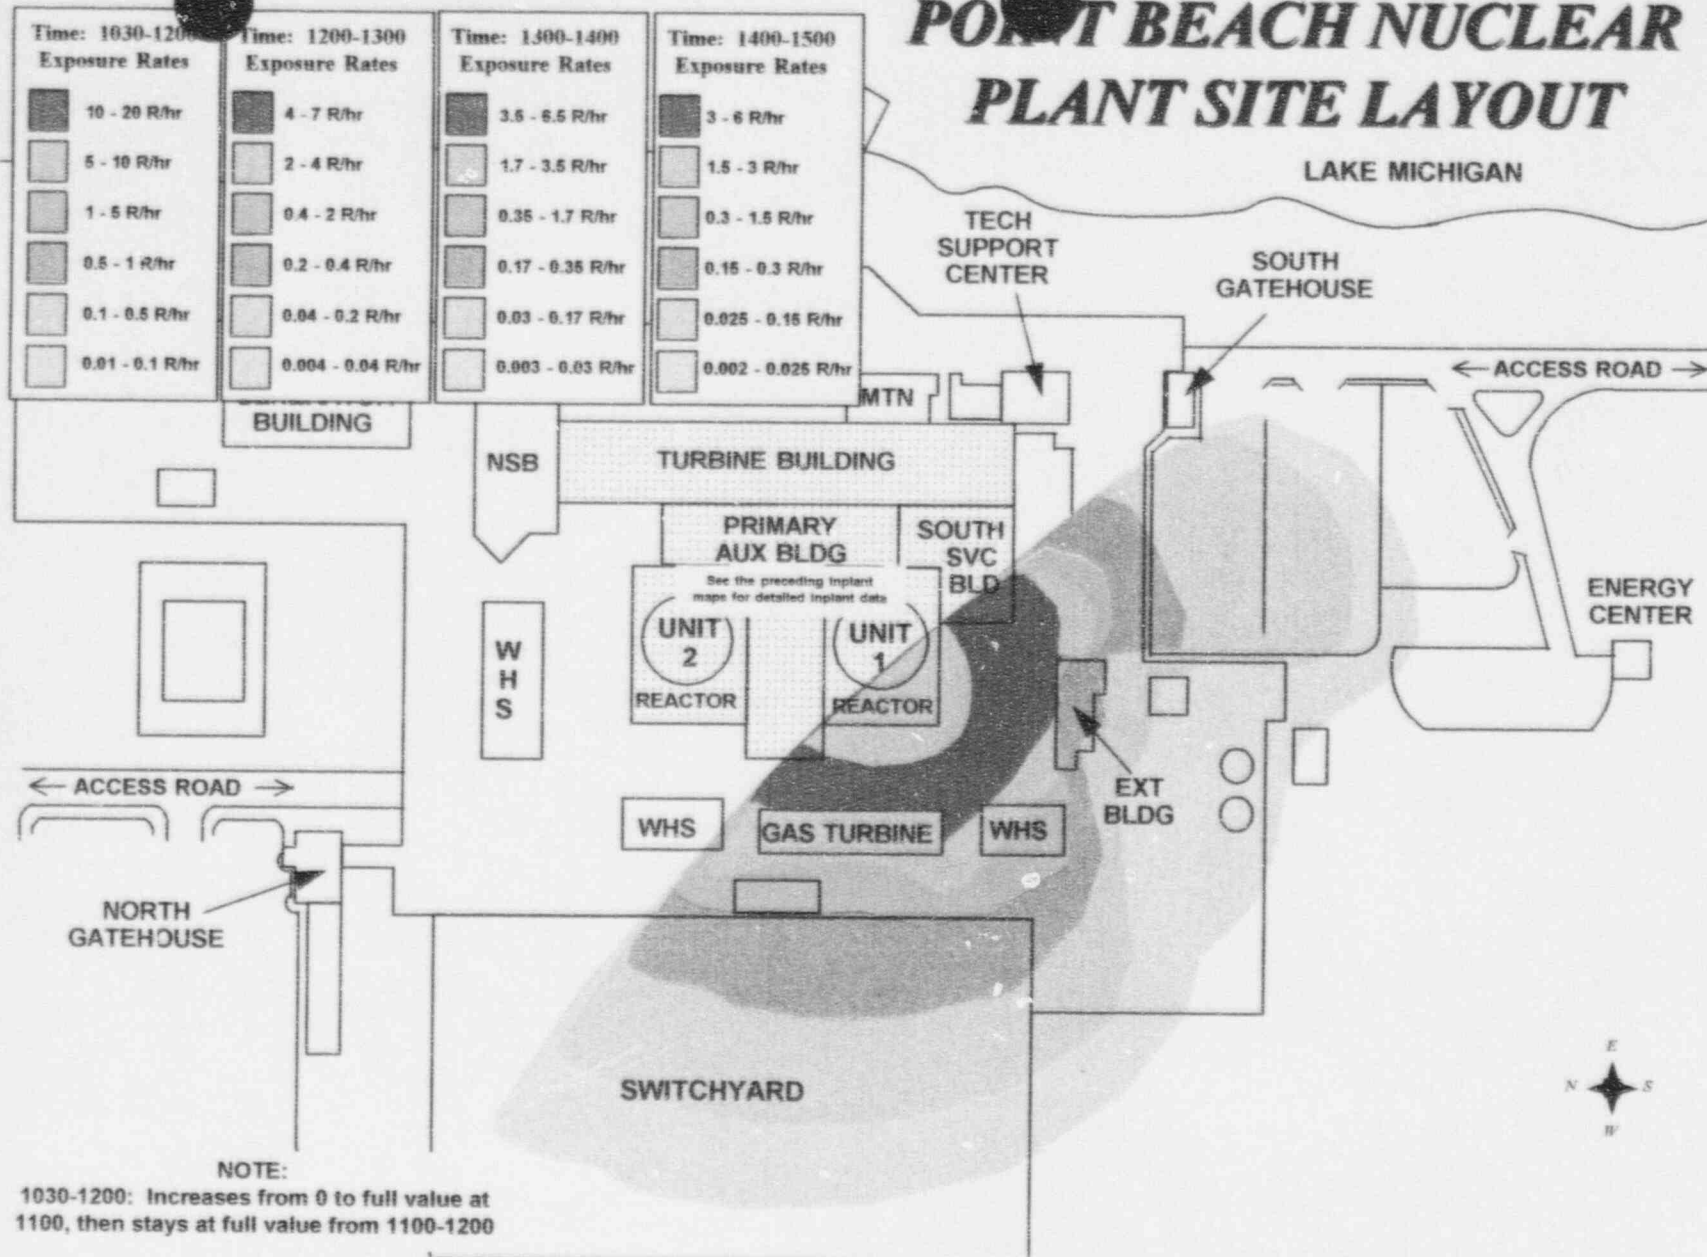 POINT BEACH NUCLEAR
PLANT SITE LAYOUT
Time: 1030-1200
Exposure Rates
10 - 20 R/hr
5 - 10 R/hr
1 - 5 R/hr
0.5 - 1 R/hr
0.1 - 0.5 R/hr
0.01 - 0.1 R/hr
Time: 1200-1300
Exposure Rates
4 - 7 R/hr
2 - 4 R/hr
0.4 - 2 R/hr
0.2 - 0.4 R/hr
0.04 - 0.2 R/hr
0.004 - 0.04 R/hr
Time: 1300-1400
Exposure Rates
3.5 - 6.5 R/hr
1.7 - 3.5 R/hr
0.35 - 1.7 R/hr
0.17 - 0.35 R/hr
0.03 - 0.17 R/hr
0.003 - 0.03 R/hr
Time: 1400-1500
Exposure Rates
3 - 6 R/hr
1.5 - 3 R/hr
0.3 - 1.5 R/hr
0.15 - 0.3 R/hr
0.025 - 0.15 R/hr
0.002 - 0.025 R/hr
LAKE MICHIGAN
TECH
SUPPORT
CENTER
SOUTH
GATEHOUSE
ACCESS ROAD
MTN
BUILDING
NSB
TURBINE BUILDING
PRIMARY
AUX BLDG
SOUTH
SVC
BLD
See the preceding inplant
maps for detailed inplant data
UNIT
2
REACTOR
UNIT
1
REACTOR
ENERGY
CENTER
W
H
S
ACCESS ROAD
WHS
GAS TURBINE
WHS
EXT
BLDG
NORTH
GATEHOUSE
SWITCHYARD
E
N
S
W
NOTE:
1030-1200: Increases from 0 to full value at
1100, then stays at full value from 1100-1200